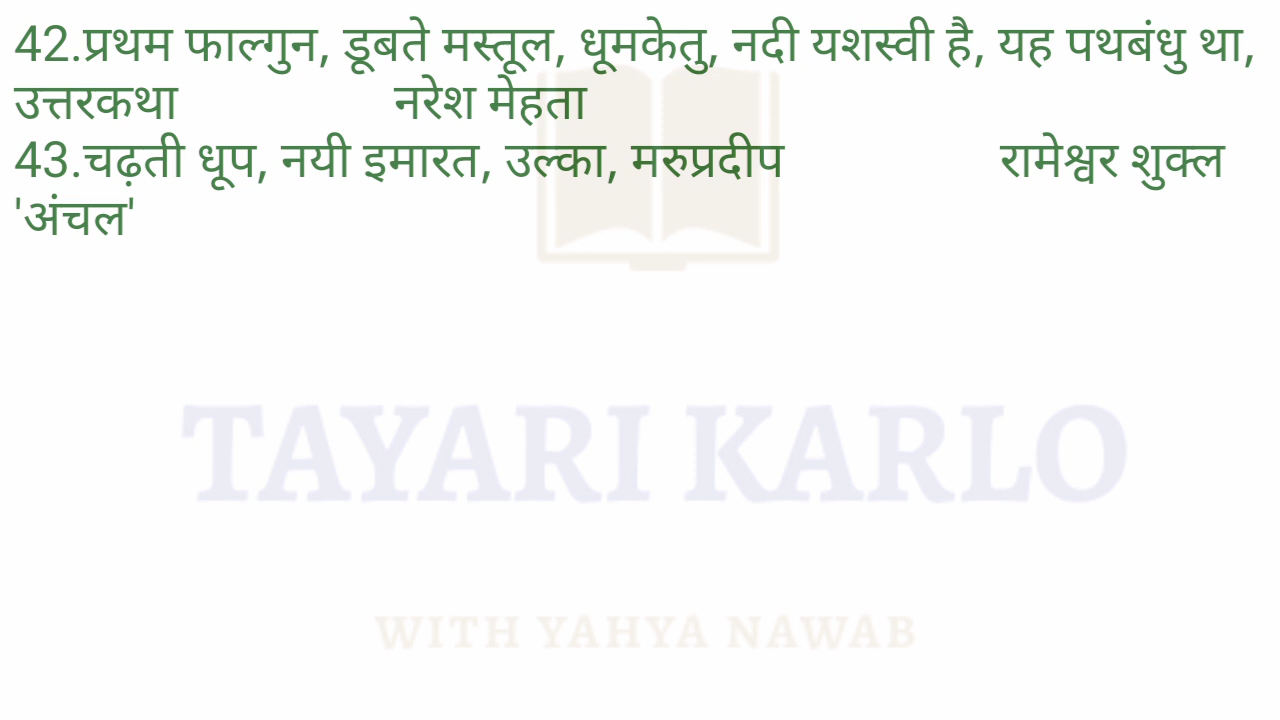 42.प्रथम फाल्गुन, डूबते मस्तूल, धूमकेतु, नदी यशस्वी है, यह पथबंधु था,
उत्तरकथा नरेश मेहता
43.चढ़ती धूप, नयी इमारत, उल्का, मरुप्रदीप रामेश्वर शुक्ल
'अंचल'
TAYARI KARLO
WITH YAHYA NAWAB